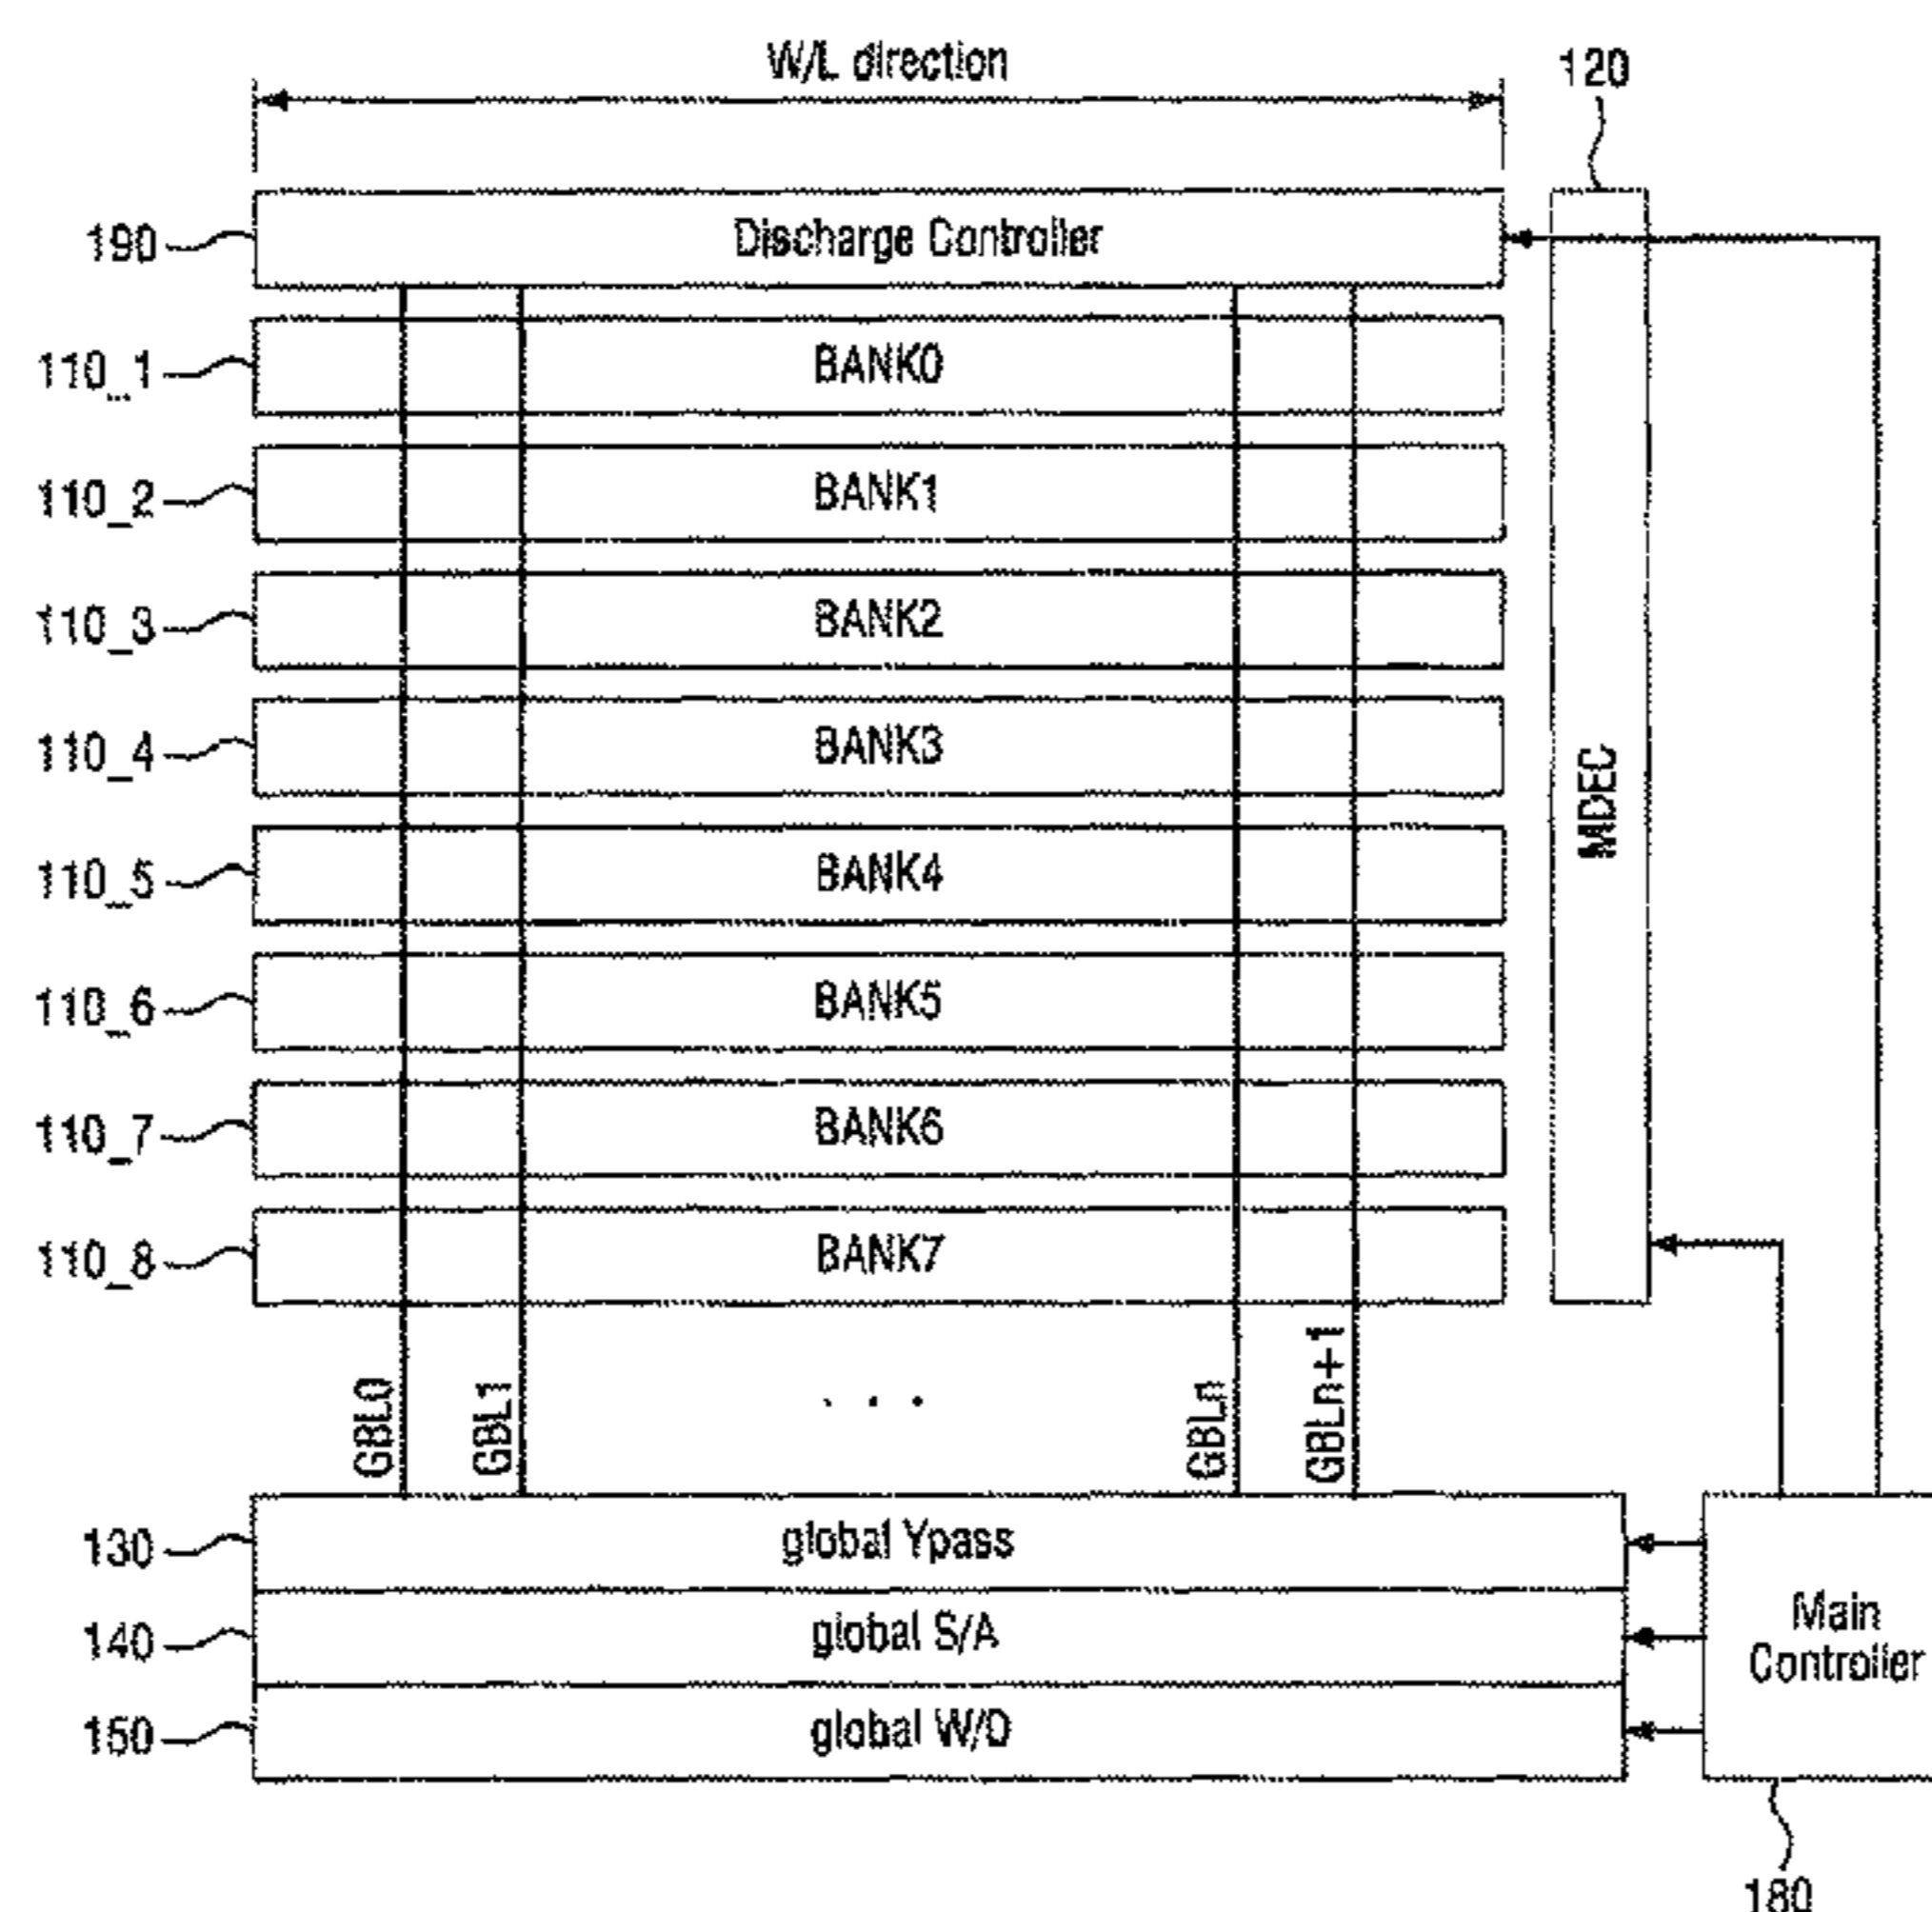 W/L direction
120
190
Discharge Controller
110_1
BANK0
110_2
BANK1
110_3
BANK2
110_4
BANK3
MDEC
110_5
BANK4
110_6
BANK5
110_7
BANK6
110_8
BANK7
GBL0
GBL1
. . .
GBLn
GBLn+1
130
global Ypass
140
global S/A
150
global W/D
Main
Controller
180